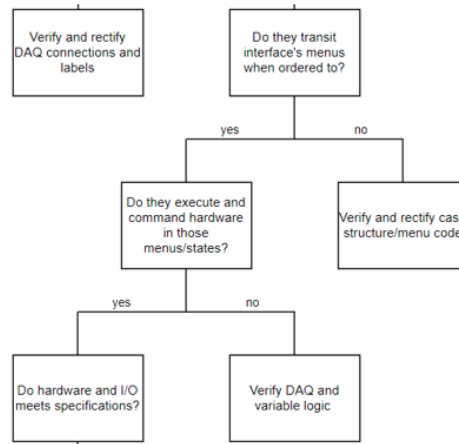 Verify and rectify
DAQ connections and
labels
Do they transit
interface's menus
when ordered to?
yes
no
Do they execute and
command hardware
in those
menus/states?
Verify and rectify cas
structure/menu code
yes
no
Do hardware and I/O
meets specifications?
Verify DAQ and
variable logic